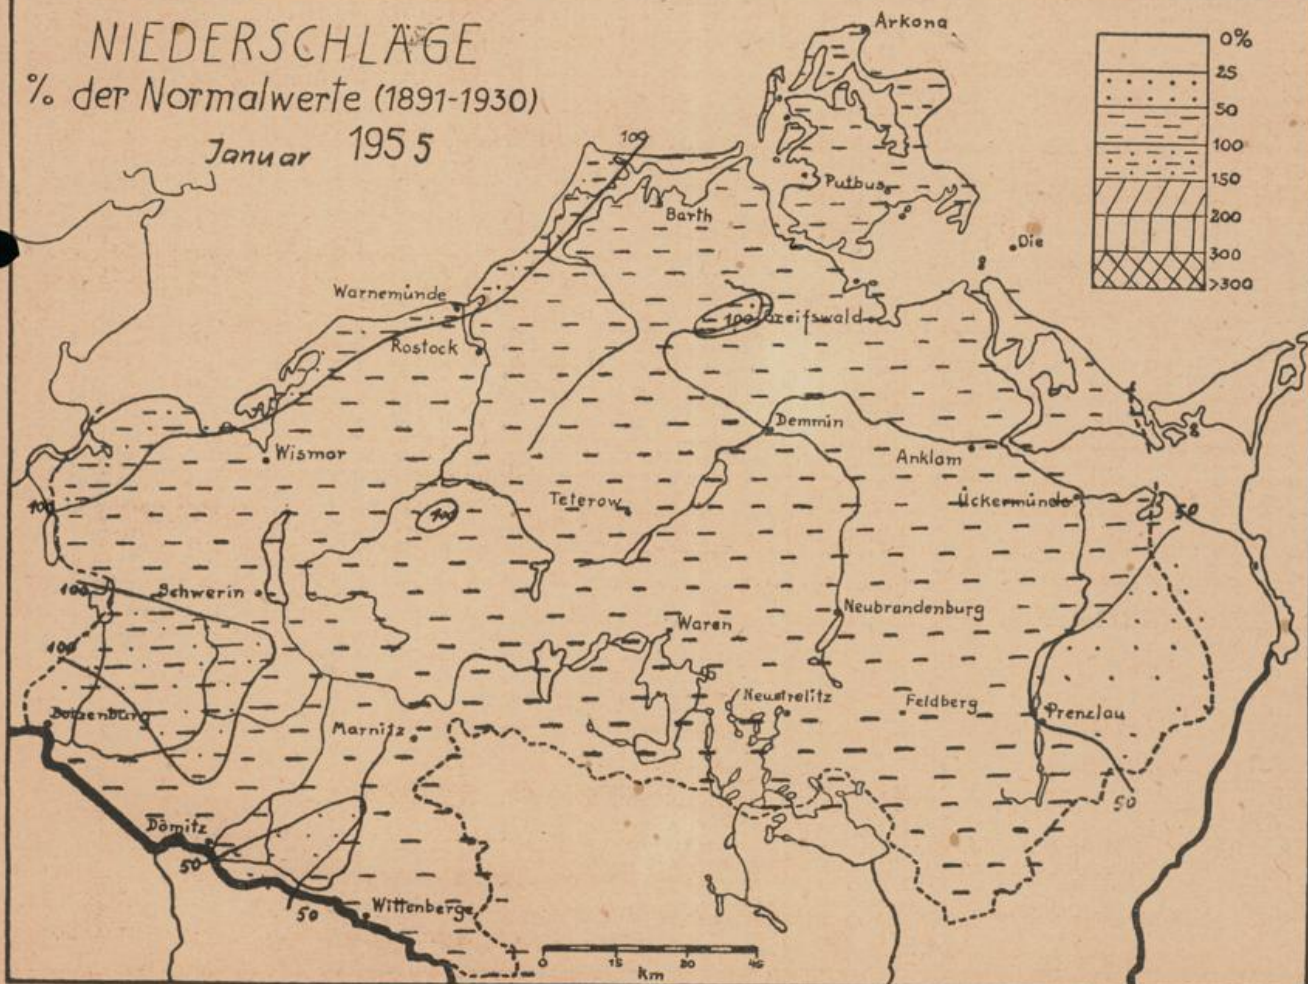 NIEDERSCHLÄGE
% der Normalwerte (1891-1930)
Januar 1955
Arkona
0%
25
50
100
150
200
300
>300
100
Putbus
Barth
Die
Warnemünde
100
Greifswald
Rostock
Demmin
Wismar
Anklam
Teterow
Ückermünde
100
100
50
100
Schwerin
Neubrandenburg
Waren
100
Neustrelitz
Feldberg
Boizenburg
Prenzlau
Marnitz
50
Dömitz
50
50
Wittenberge
0 15 30 45
km